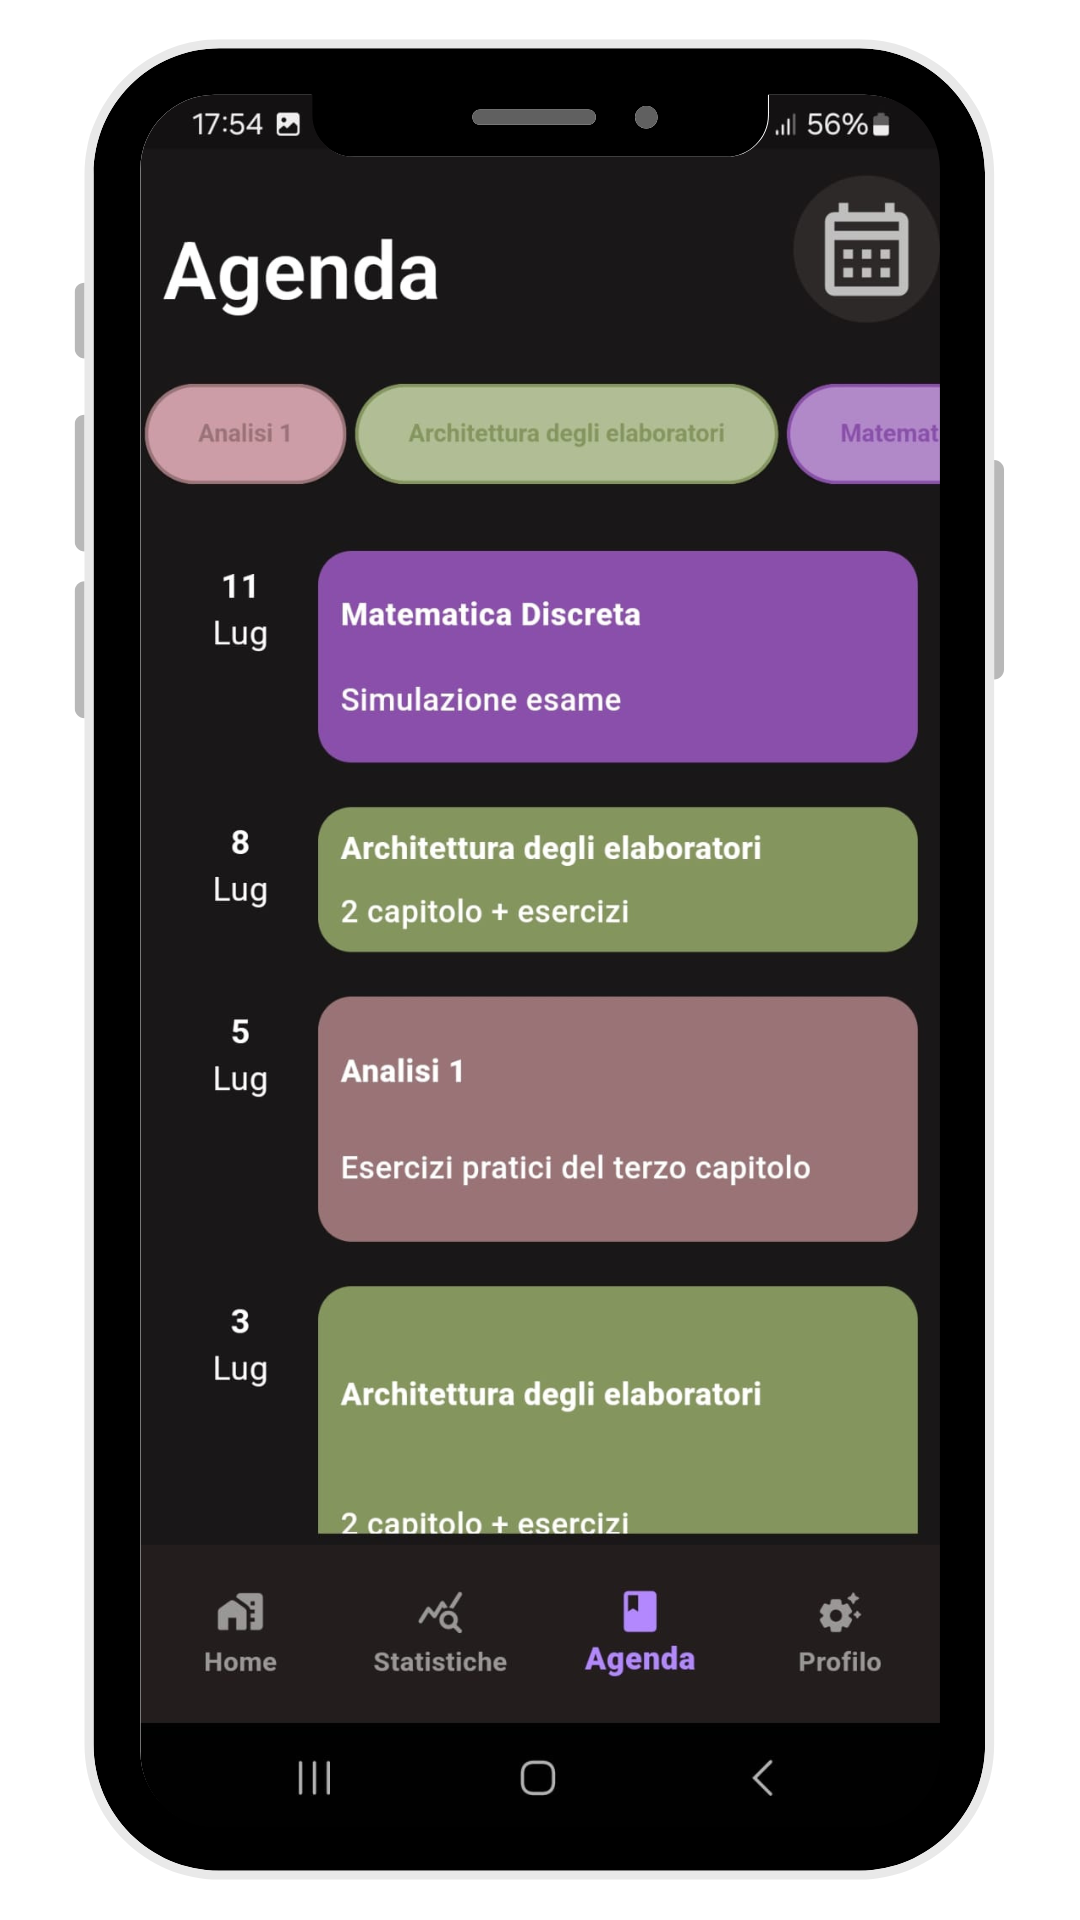 17:54
56%
Agenda
Analisi 1
Architettura degli elaboratori
Matemat
11
Lug
Matematica Discreta
Simulazione esame
8
Lug
Architettura degli elaboratori
2 capitolo + esercizi
5
Lug
Analisi 1
Esercizi pratici del terzo capitolo
3
Lug
Architettura degli elaboratori
2 capitolo + esercizi
Home
Statistiche
Agenda
Profilo